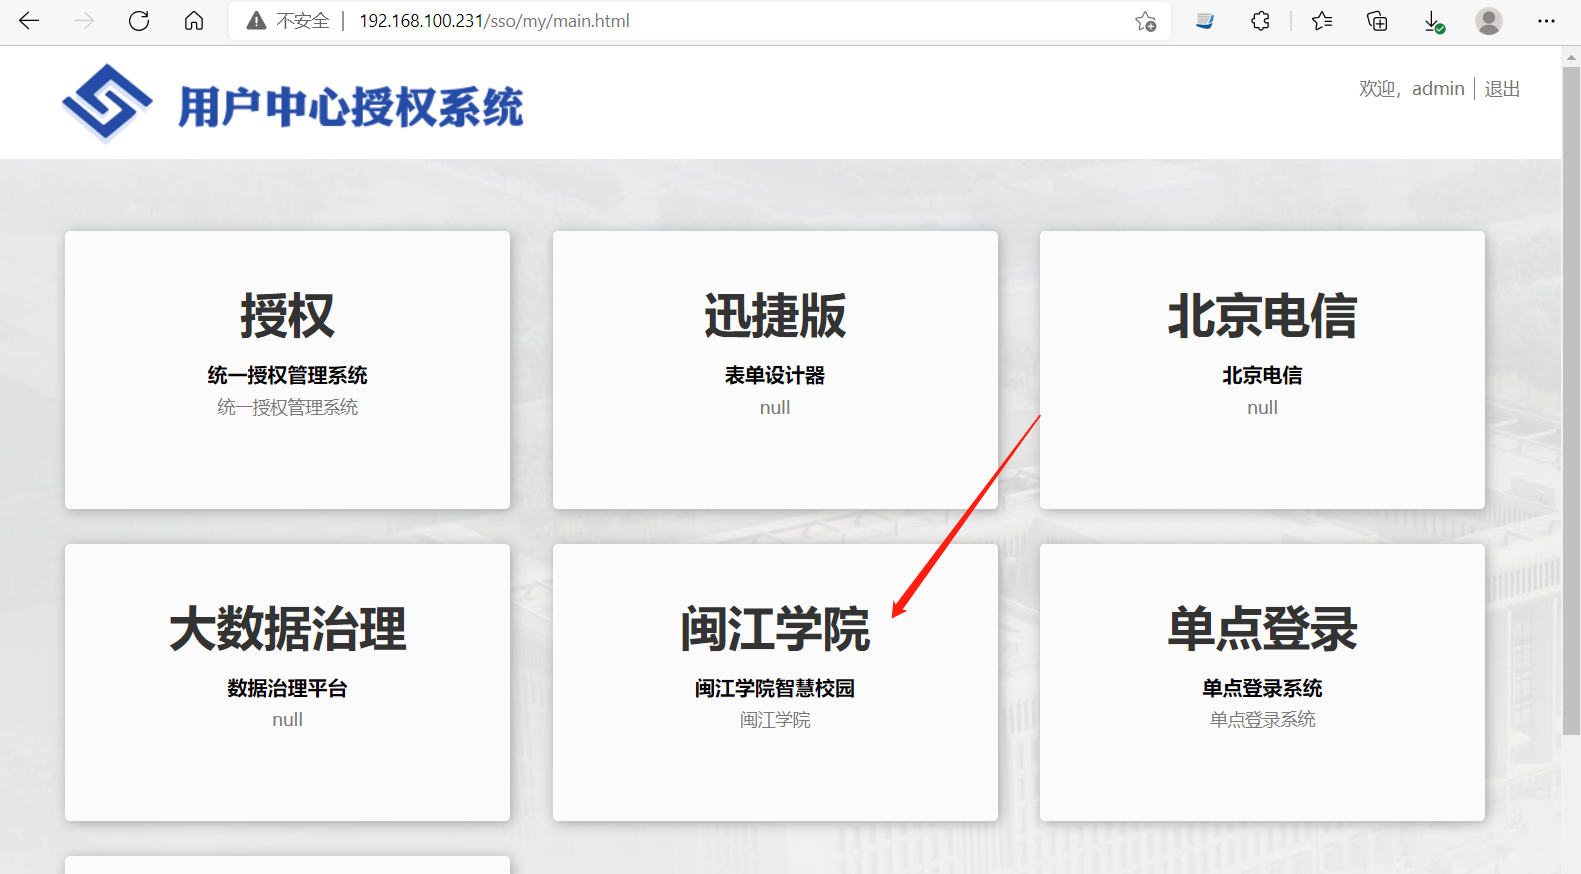 不安全 | 192.168.100.231/sso/my/main.html
用户中心授权系统
欢迎，admin | 退出
授权
统一授权管理系统
统一授权管理系统
迅捷版
表单设计器
null
北京电信
北京电信
null
大数据治理
数据治理平台
null
闽江学院
闽江学院智慧校园
闽江学院
单点登录
单点登录系统
单点登录系统